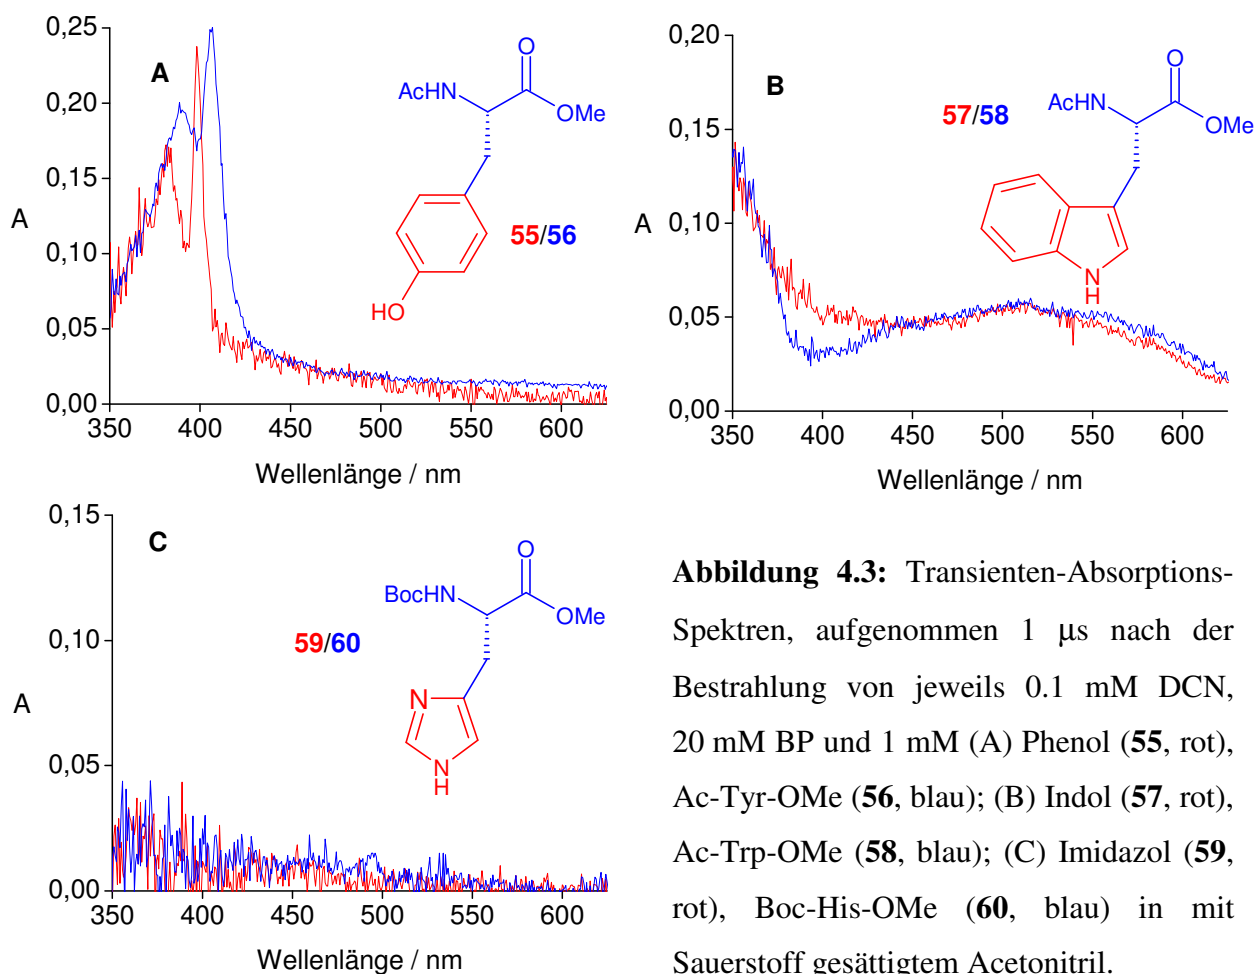 0,25
0,20
0,15
0,10
0,05
0,00
A
A
350 400 450 500 550 600
Wellenlänge / nm
AcHN
O
OMe
HO
55/56
0,20
0,15
0,10
0,05
0,00
A
B
350 400 450 500 550 600
Wellenlänge / nm
57/58
AcHN
O
OMe
N
H
0,15
0,10
0,05
0,00
A
C
350 400 450 500 550 600
Wellenlänge / nm
59/60
BocHN
O
OMe
N
N
H
Abbildung 4.3: Transienten-Absorptions-
Spektren, aufgenommen 1 µs nach der
Bestrahlung von jeweils 0.1 mM DCN,
20 mM BP und 1 mM (A) Phenol (55, rot),
Ac-Tyr-OMe (56, blau); (B) Indol (57, rot),
Ac-Trp-OMe (58, blau); (C) Imidazol (59,
rot), Boc-His-OMe (60, blau) in mit
Sauerstoff gesättigtem Acetonitril.